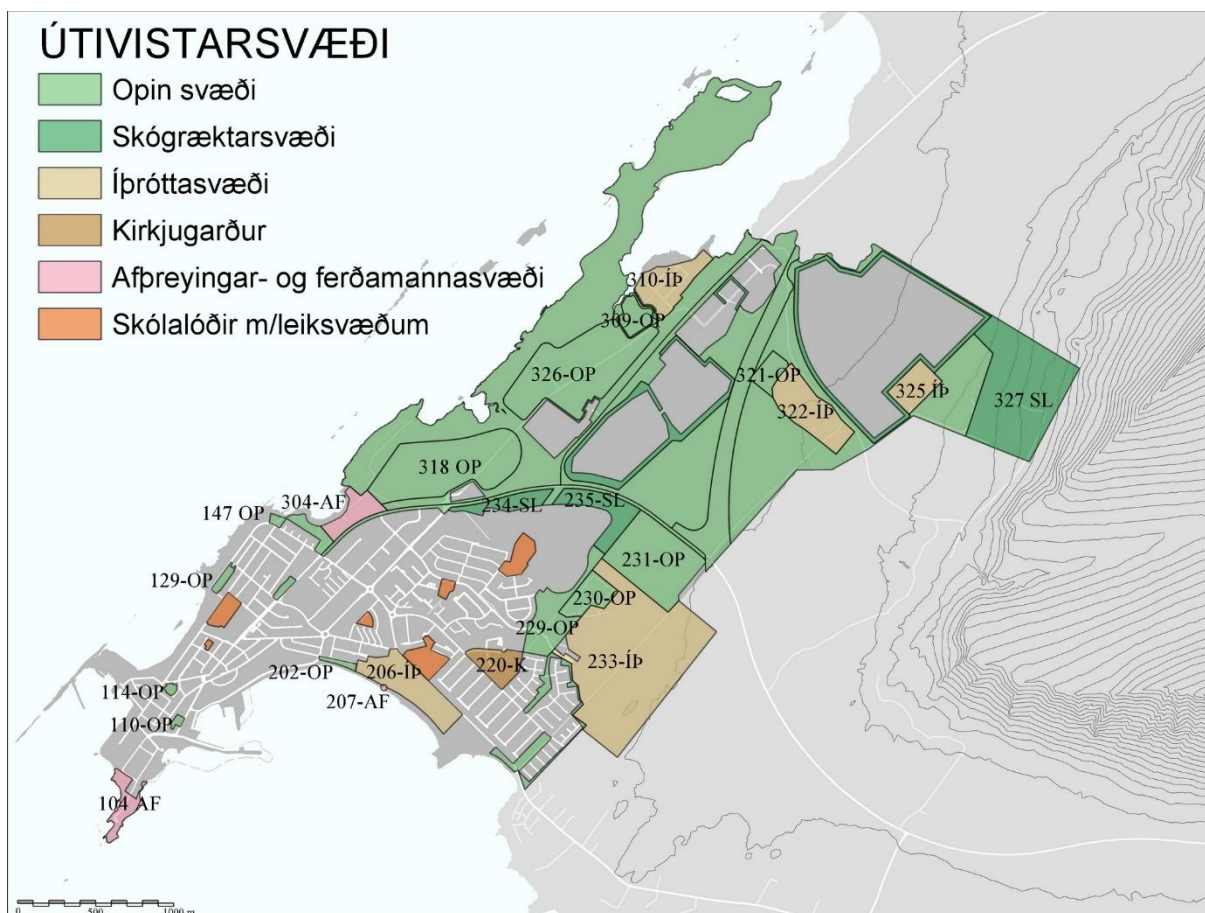 ÚTIVISTARSVÆÐI
Opin svæði
Skógræktarsvæði
Íþróttasvæði
Kirkjugarður
Afþreyingar- og ferðamannasvæði
Skólalóðir m/leiksvæðum
310-ÍÞ
309-OP
326-OP
321-OP
322-ÍÞ
325 ÍÞ
327 SL
318 OP
304-AF
147 OP
234-SL
235-SL
231-OP
129-OP
230-OP
229-OP
202-OP
206-ÍÞ
220-K
233-ÍÞ
207-AF
114-OP
110-OP
104 AF
0 500 1000 m